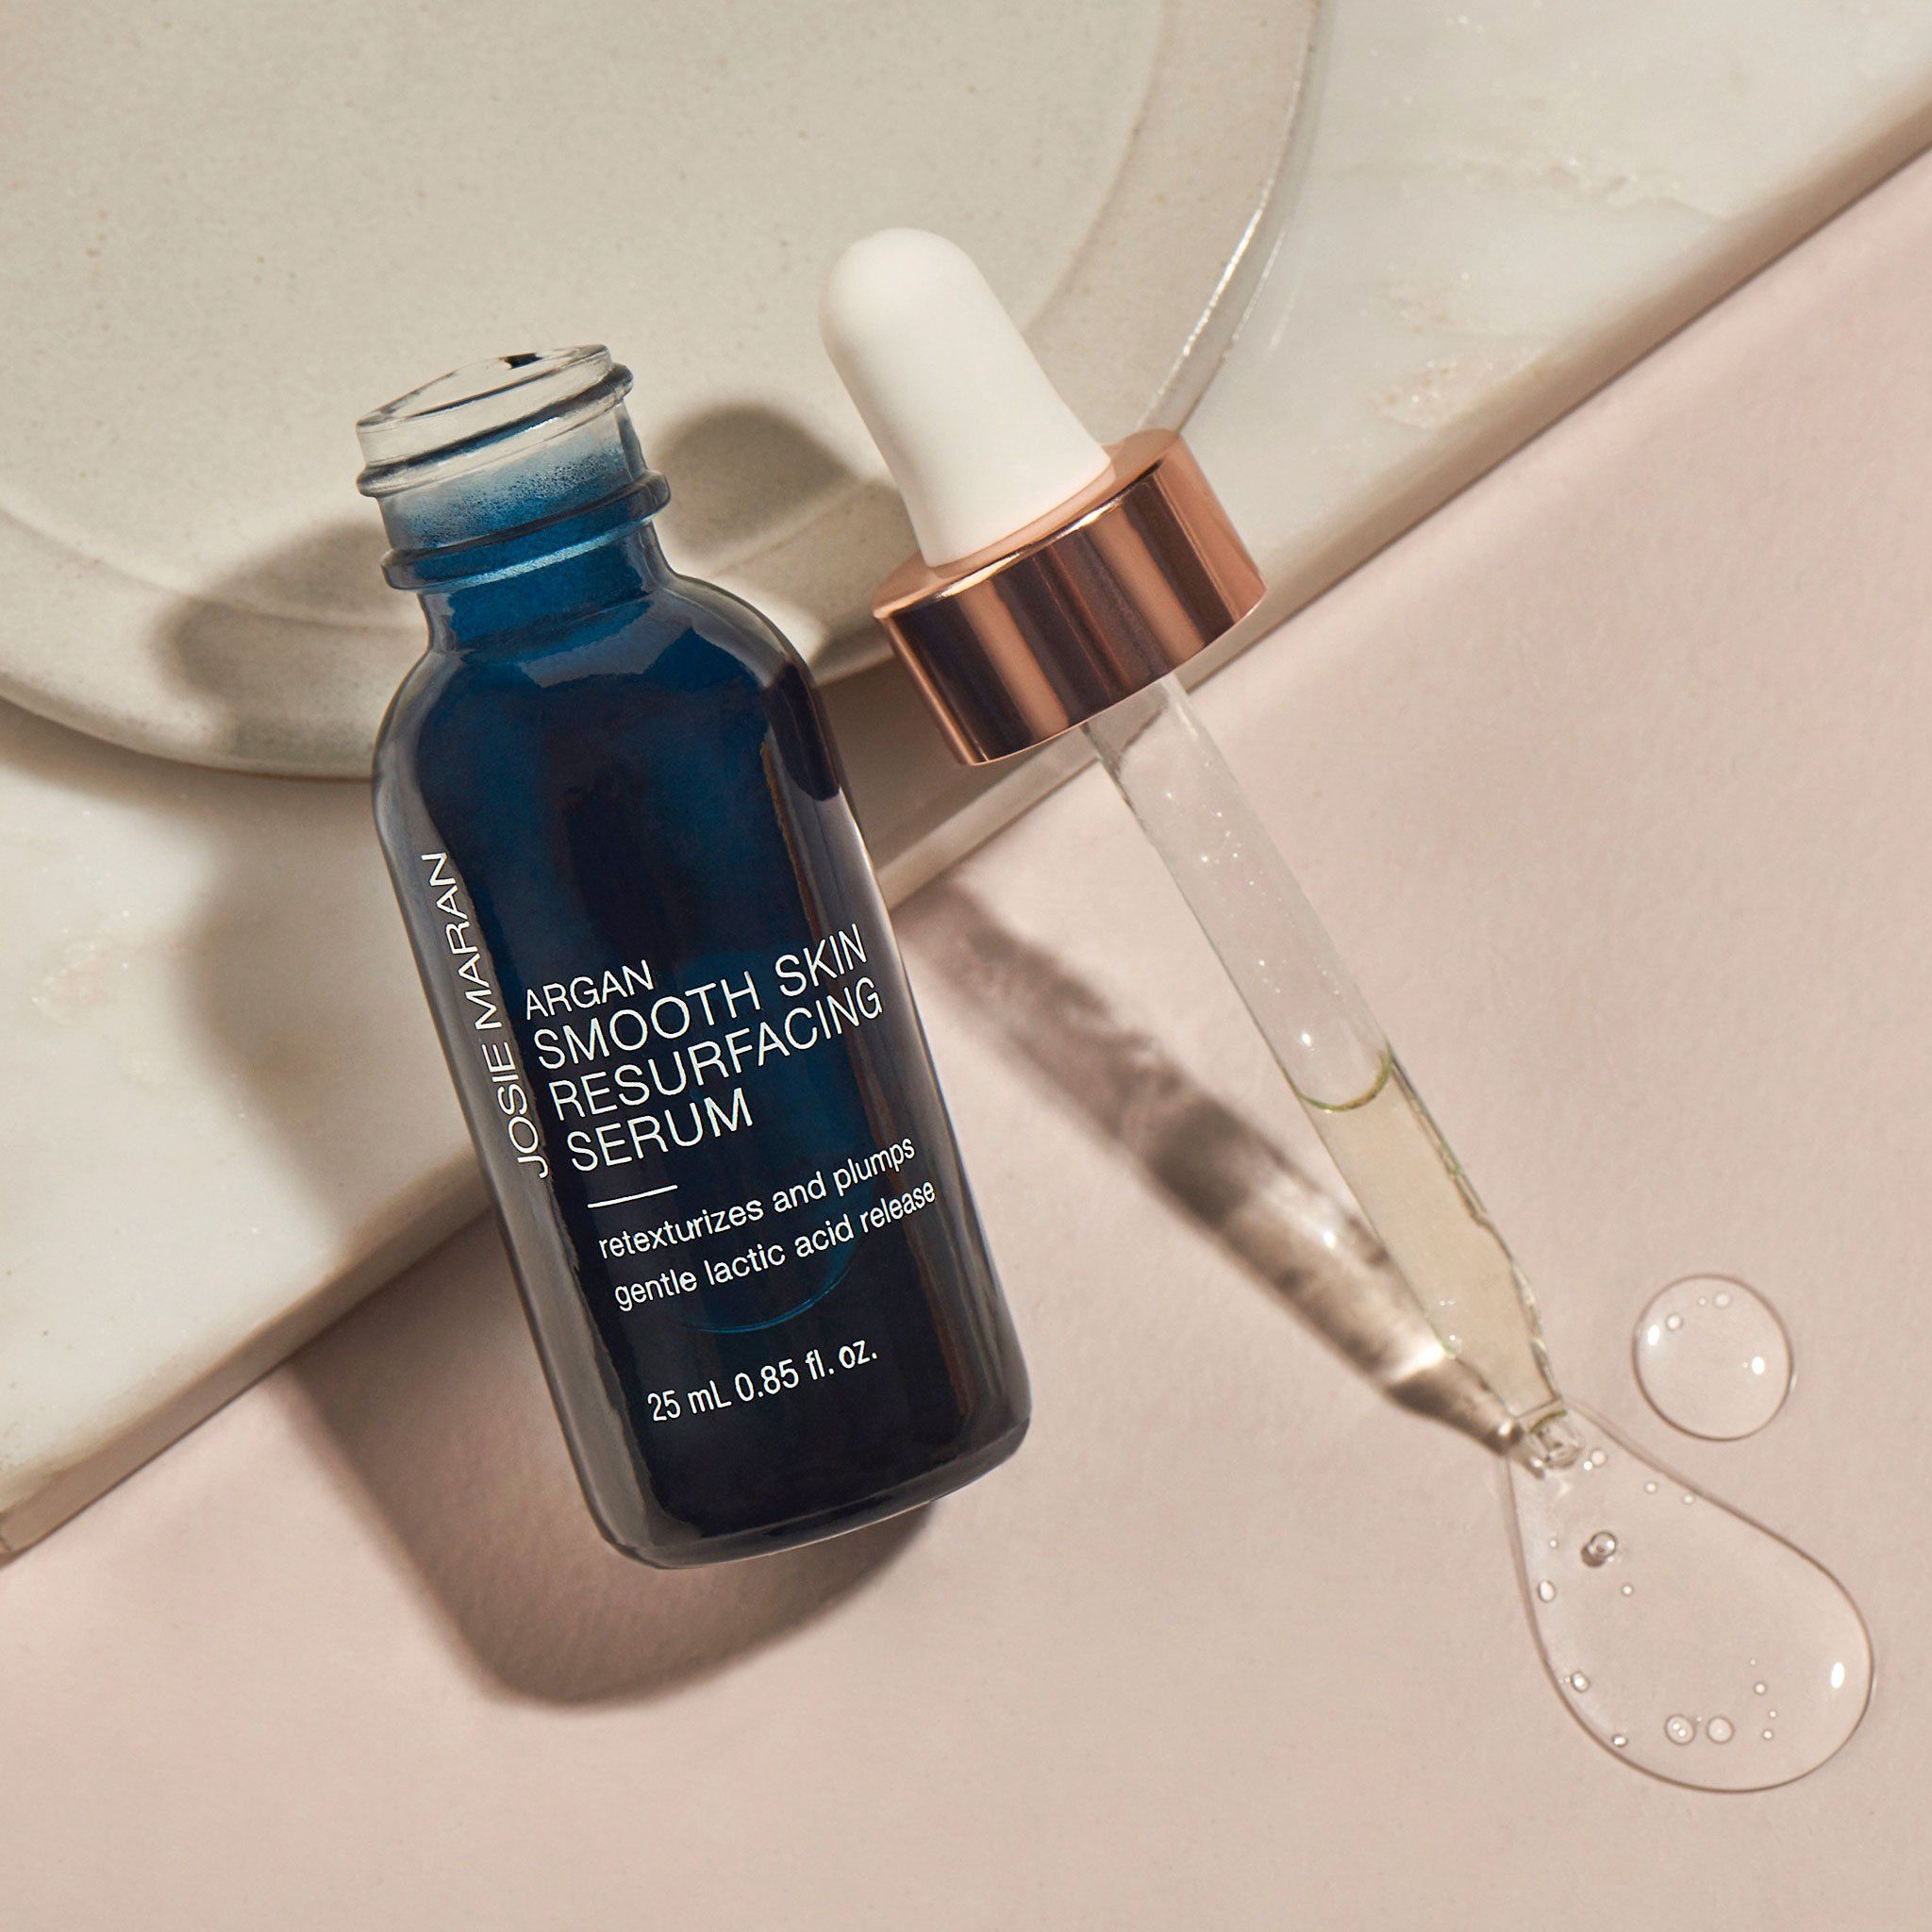 JOSIE MARAN
ARGAN
SMOOTH SKIN
RESURFACING
SERUM
retexturizes and plumps
gentle lactic acid release
25 mL 0.85 fl. oz.